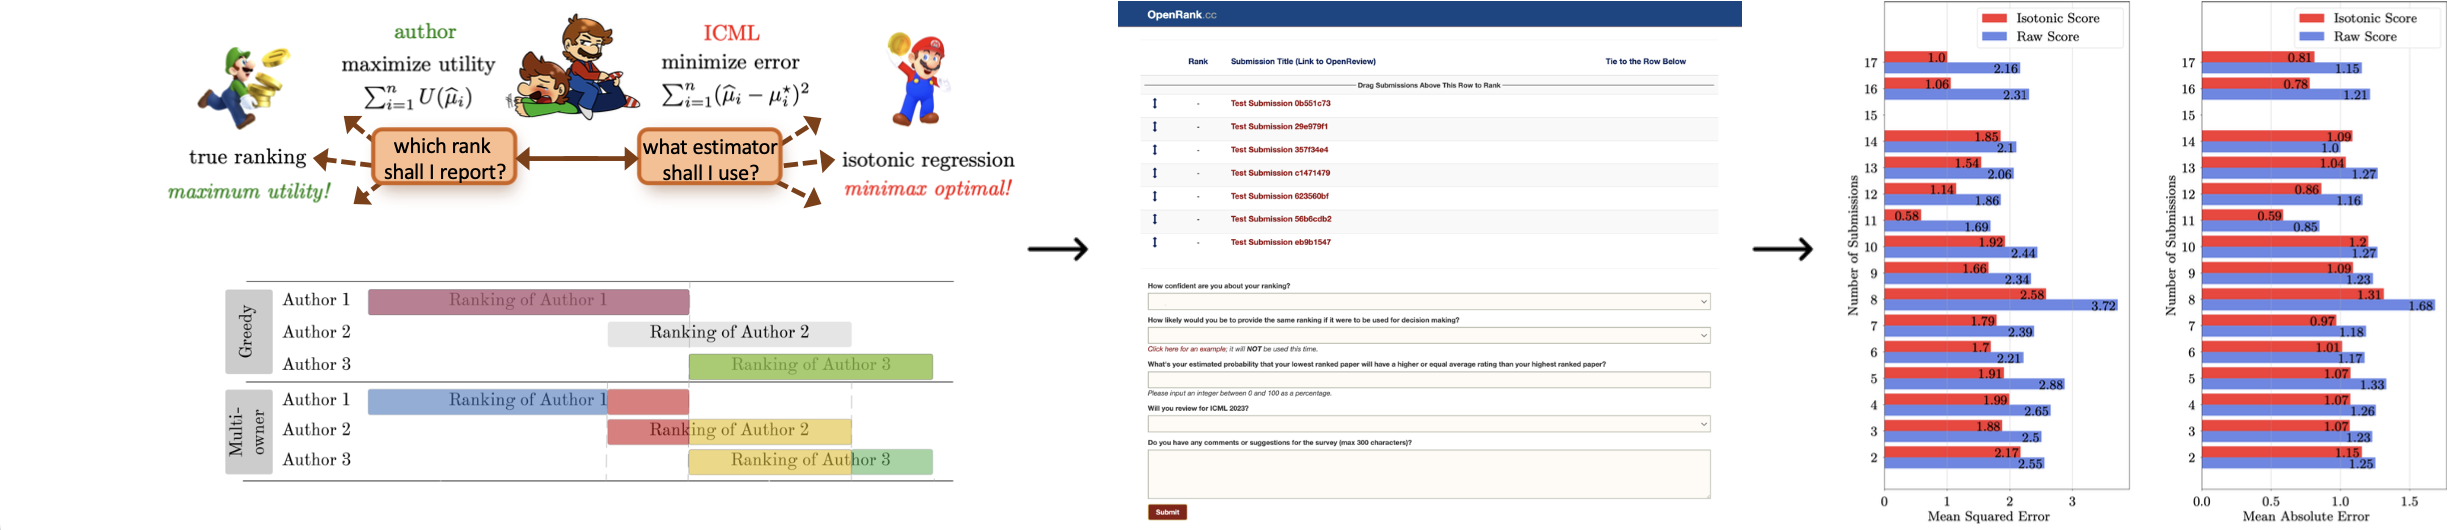 author
maximize utility
∑ⁿᵢ₌₁ U(μ̂ᵢ)
ICML
minimize error
∑ⁿᵢ₌₁(μ̂ᵢ − μᵢ⋆)²
which rank
shall I report?
what estimator
shall I use?
true ranking
maximum utility!
isotonic regression
minimax optimal!
Greedy
Author 1
Ranking of Author 1
Author 2
Ranking of Author 2
Author 3
Ranking of Author 3
Multi-
owner
Author 1
Ranking of Author 1
Author 2
Ranking of Author 2
Author 3
Ranking of Author 3
OpenRank.cc
Rank Submission Title (Link to OpenReview) Tie to the Row Below
Drag Submissions Above This Row to Rank
- Test Submission 0b551c73
- Test Submission 29e979f1
- Test Submission 357f34e4
- Test Submission c1471479
- Test Submission 623560bf
- Test Submission 56b6cdb2
- Test Submission eb9b1547
How confident are you about your ranking?
How likely would you be to provide the same ranking if it were to be used for decision making?
Click here for an example; it will NOT be used this time.
What's your estimated probability that your lowest ranked paper will have a higher or equal average rating than your highest ranked paper?
Please input an integer between 0 and 100 as a percentage.
Will you review for ICML 2023?
Do you have any comments or suggestions for the survey (max 300 characters)?
Submit
Isotonic Score
Raw Score
Number of Submissions
17 1.0 2.16
16 1.06 2.31
15
14 1.85 2.1
13 1.54 2.06
12 1.14 1.86
11 0.58 1.69
10 1.92 2.44
9 1.66 2.34
8 2.58 3.72
7 1.79 2.39
6 1.7 2.21
5 1.91 2.88
4 1.99 2.65
3 1.88 2.5
2 2.17 2.55
0 1 2 3
Mean Squared Error
Isotonic Score
Raw Score
Number of Submissions
17 0.81 1.15
16 0.78 1.21
15
14 1.09 1.0
13 1.04 1.27
12 0.86 1.16
11 0.59 0.85
10 1.2 1.27
9 1.09 1.23
8 1.31 1.68
7 0.97 1.18
6 1.01 1.17
5 1.07 1.33
4 1.07 1.26
3 1.07 1.23
2 1.15 1.25
0.0 0.5 1.0 1.5
Mean Absolute Error